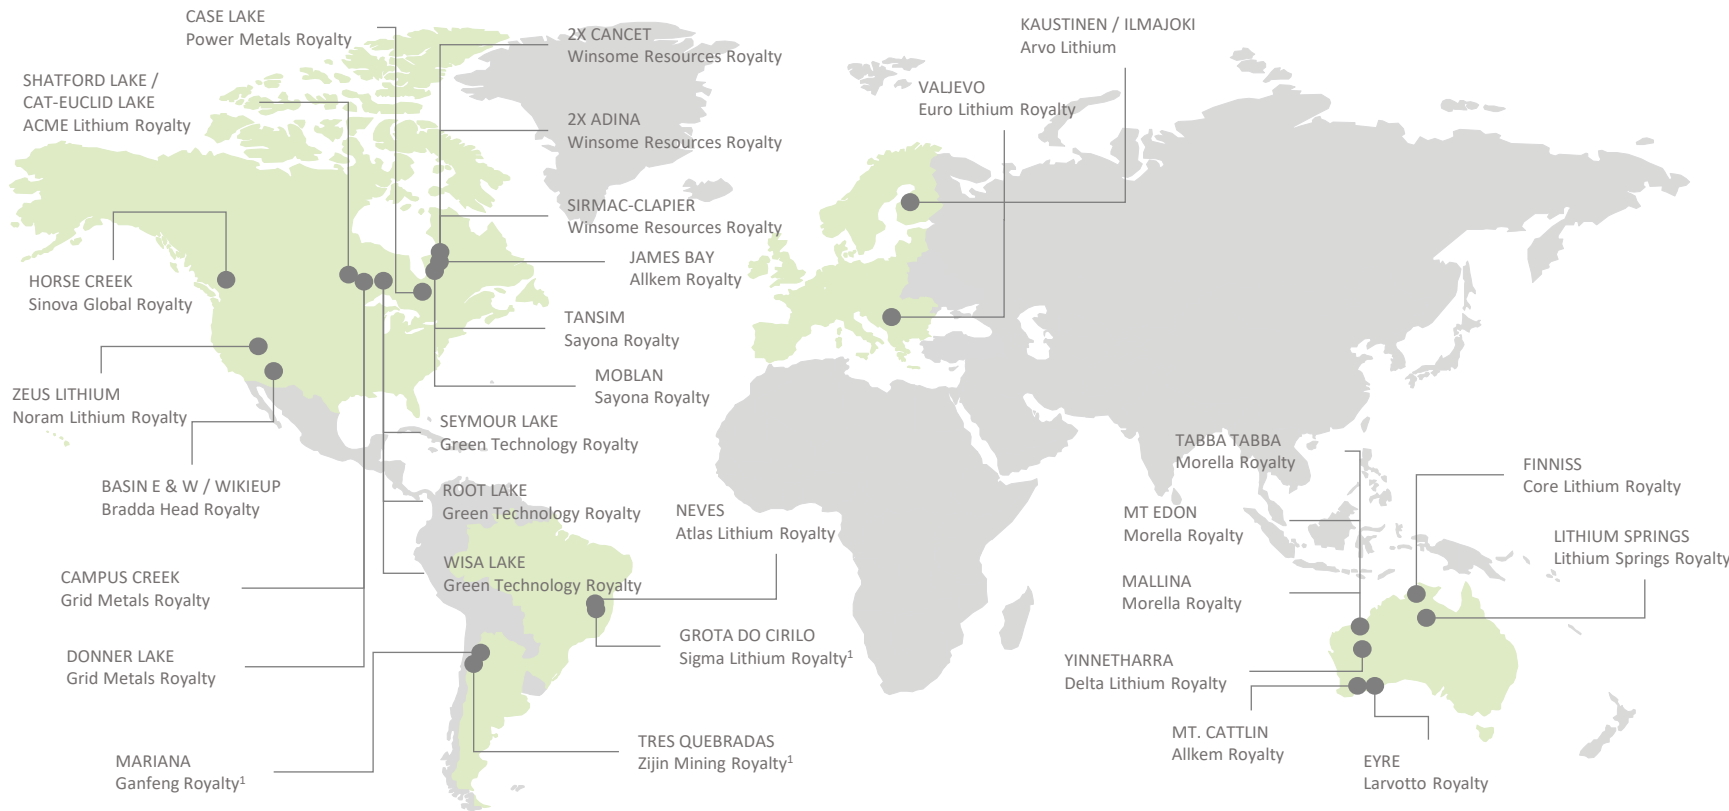 CASE LAKE
Power Metals Royalty
2X CANCET
Winsome Resources Royalty
KAUSTINEN / ILMAJOKI
Arvo Lithium
SHATFORD LAKE /
CAT-EUCLID LAKE
ACME Lithium Royalty
VALJEVO
Euro Lithium Royalty
2X ADINA
Winsome Resources Royalty
SIRMAC-CLAPIER
Winsome Resources Royalty
JAMES BAY
Allkem Royalty
HORSE CREEK
Sinova Global Royalty
TANSIM
Sayona Royalty
MOBLAN
Sayona Royalty
ZEUS LITHIUM
Noram Lithium Royalty
SEYMOUR LAKE
Green Technology Royalty
TABBA TABBA
Morella Royalty
FINNISS
Core Lithium Royalty
BASIN E & W / WIKIEUP
Bradda Head Royalty
ROOT LAKE
Green Technology Royalty
NEVES
Atlas Lithium Royalty
MT EDON
Morella Royalty
LITHIUM SPRINGS
Lithium Springs Royalty
WISA LAKE
Green Technology Royalty
CAMPUS CREEK
Grid Metals Royalty
MALLINA
Morella Royalty
GROTA DO CIRILO
Sigma Lithium Royalty¹
DONNER LAKE
Grid Metals Royalty
YINNETHARRA
Delta Lithium Royalty
MT. CATTLIN
Allkem Royalty
TRES QUEBRADAS
Zijin Mining Royalty¹
MARIANA
Ganfeng Royalty¹
EYRE
Larvotto Royalty